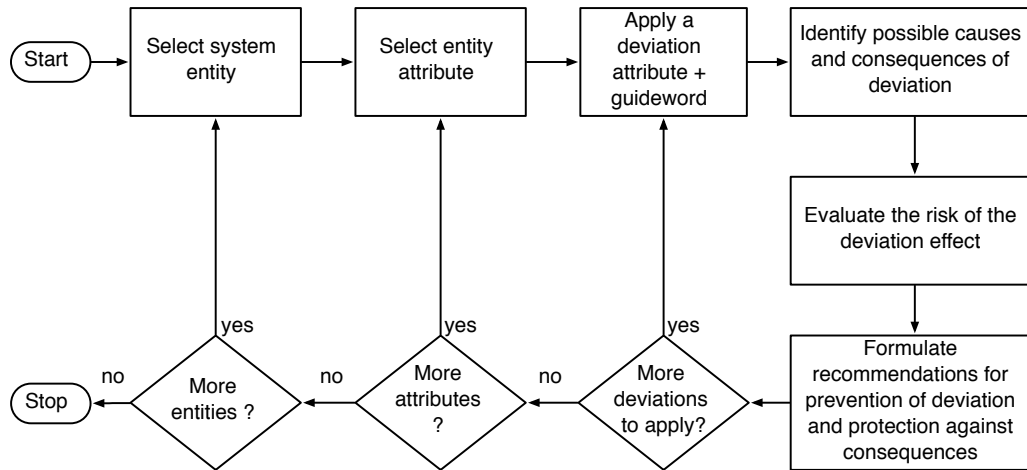 Start
Select system
entity
Select entity
attribute
Apply a
deviation
attribute +
guideword
Identify possible causes
and consequences of
deviation
Evaluate the risk of the
deviation effect
Formulate
recommendations for
prevention of deviation
and protection against
consequences
yes
More
deviations
to apply?
no
yes
More
attributes
?
no
yes
More
entities ?
no
Stop